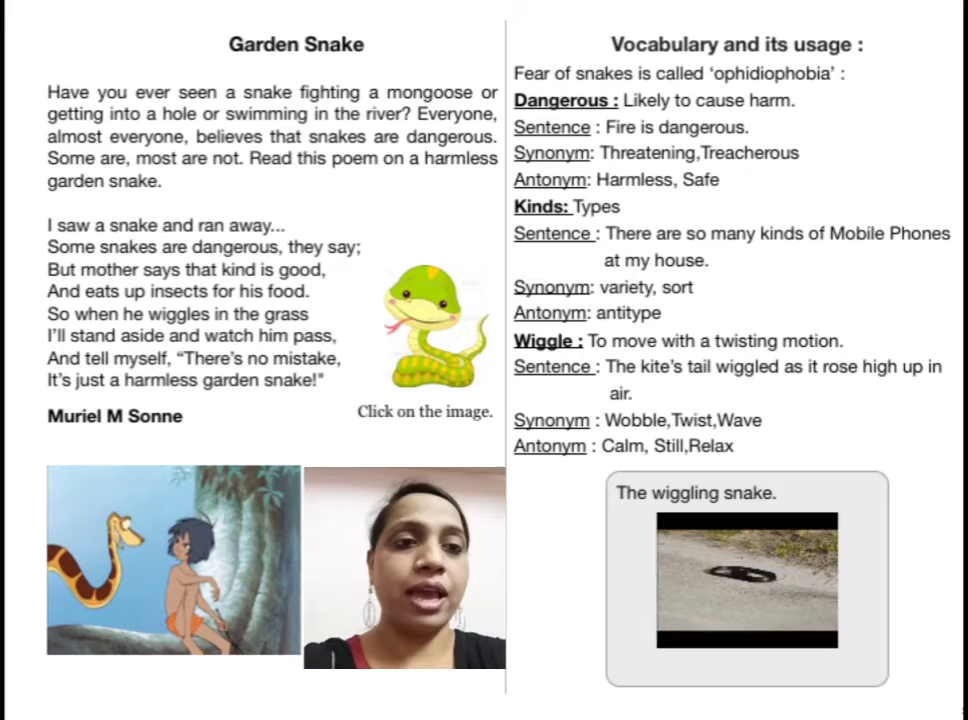 Garden Snake
Have you ever seen a snake fighting a mongoose or
getting into a hole or swimming in the river? Everyone,
almost everyone, believes that snakes are dangerous.
Some are, most are not. Read this poem on a harmless
garden snake.
I saw a snake and ran away...
Some snakes are dangerous, they say;
But mother says that kind is good,
And eats up insects for his food.
So when he wiggles in the grass
I'll stand aside and watch him pass,
And tell myself, “There's no mistake,
It's just a harmless garden snake!"
Muriel M Sonne
Click on the image.
Vocabulary and its usage :
Fear of snakes is called ‘ophidiophobia’ :
Dangerous : Likely to cause harm.
Sentence : Fire is dangerous.
Synonym: Threatening,Treacherous
Antonym: Harmless, Safe
Kinds: Types
Sentence : There are so many kinds of Mobile Phones
at my house.
Synonym: variety, sort
Antonym: antitype
Wiggle : To move with a twisting motion.
Sentence : The kite's tail wiggled as it rose high up in
air.
Synonym : Wobble,Twist,Wave
Antonym : Calm, Still,Relax
The wiggling snake.